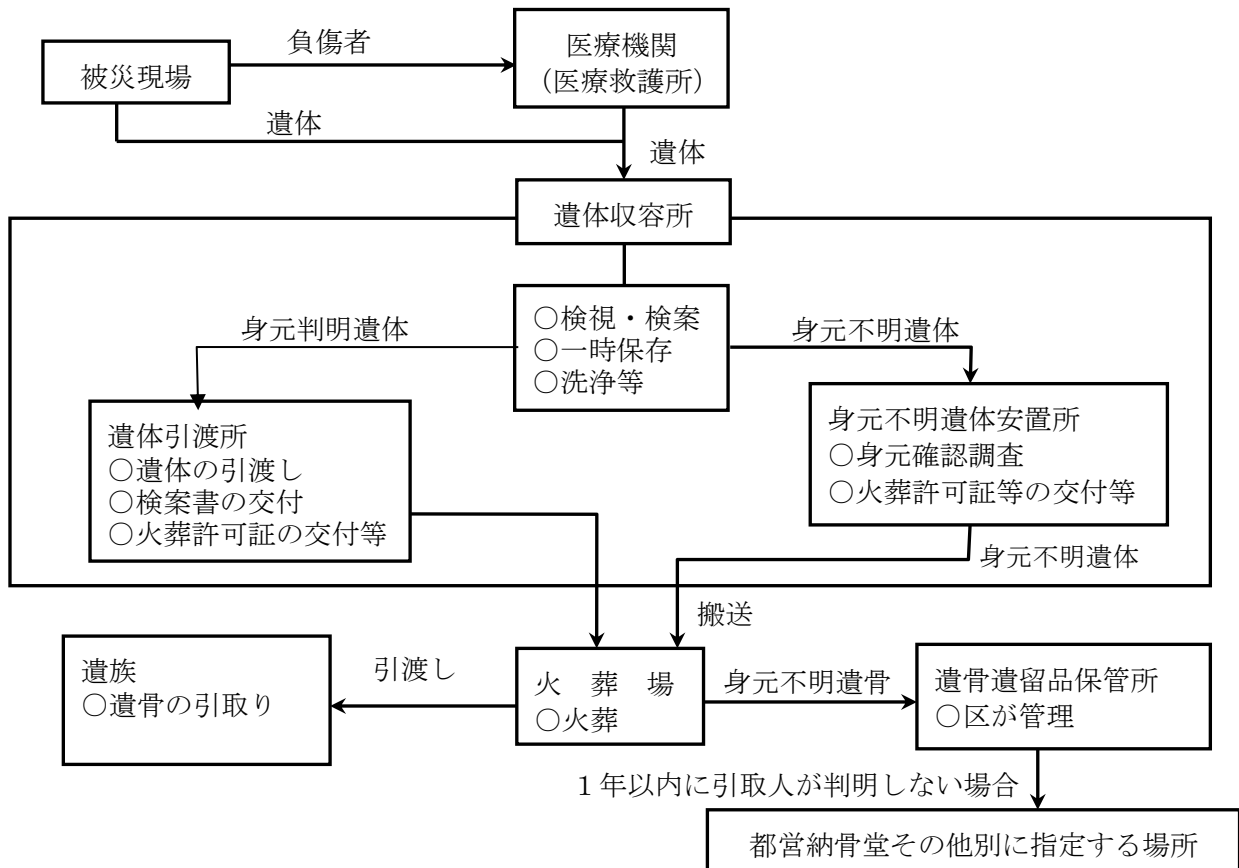 負傷者
被災現場
医療機関
（医療救護所）
遺体
遺体
遺体収容所
○検視・検案
○一時保存
○洗浄等
身元判明遺体
身元不明遺体
遺体引渡所
○遺体の引渡し
○検案書の交付
○火葬許可証の交付等
身元不明遺体安置所
○身元確認調査
○火葬許可証等の交付等
身元不明遺体
搬送
遺族
○遺骨の引取り
引渡し
火　葬　場
○火葬
身元不明遺骨
遺骨遺留品保管所
○区が管理
１年以内に引取人が判明しない場合
都営納骨堂その他別に指定する場所